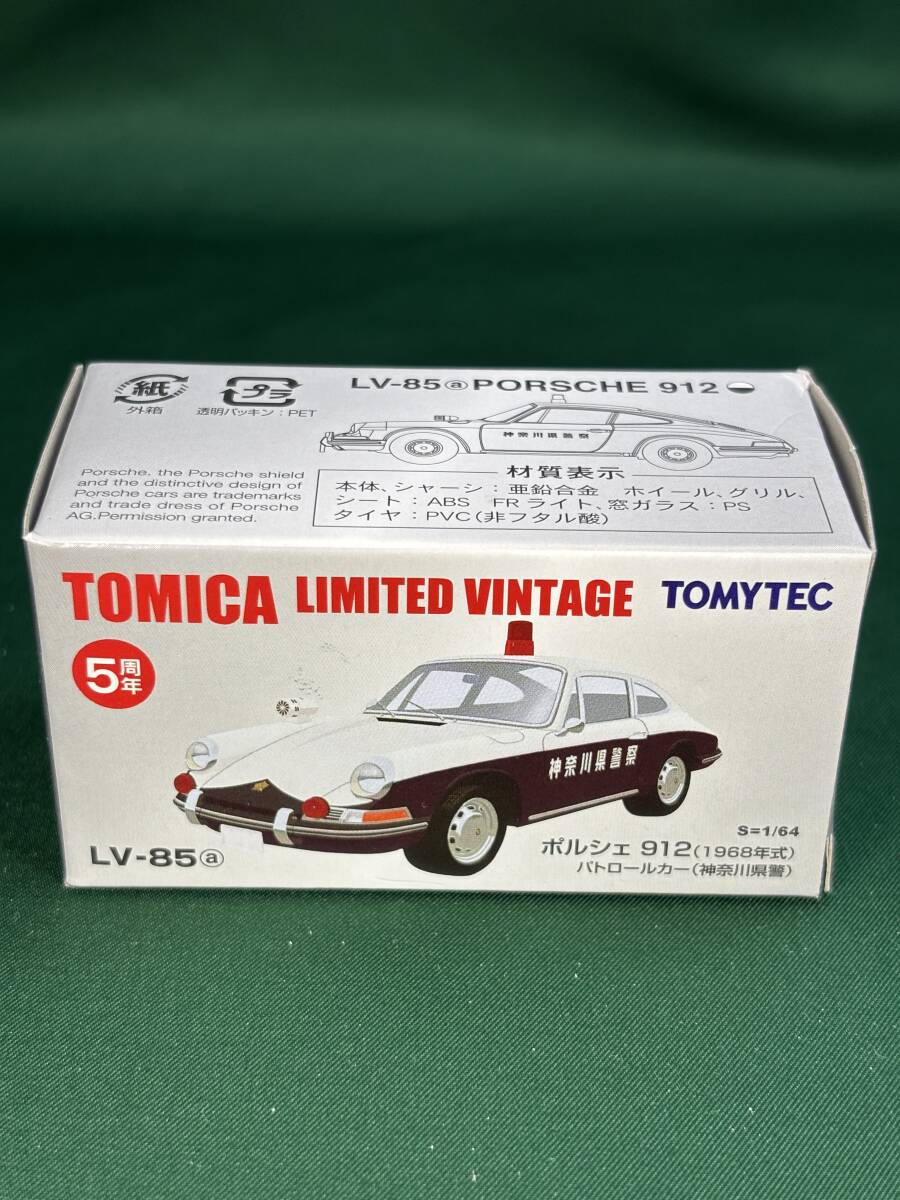 紙
外箱
プラ
透明パッキン：PET
LV-85ⓐPORSCHE 912
神奈川県警察
Porsche. the Porsche shield
and the distinctive design of
Porsche cars are trademarks
and trade dress of Porsche
AG.Permission granted.
材質表示
本体、シャーシ：亜鉛合金　ホイール、グリル、
シート：ABS　FRライト、窓ガラス：PS
タイヤ：PVC(非フタル酸)
TOMICA LIMITED VINTAGE TOMYTEC
5周年
神奈川県警察
S=1/64
LV-85ⓐ
ポルシェ 912(1968年式)
パトロールカー(神奈川県警)